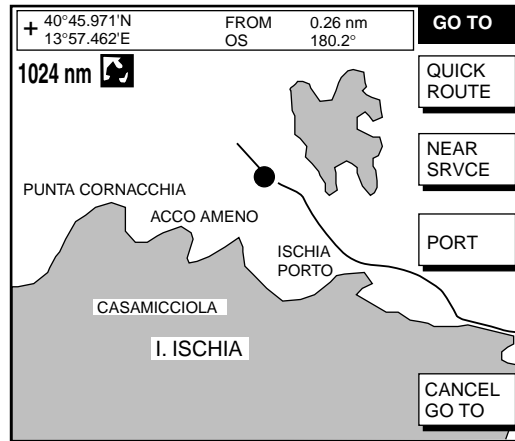 + 40°45.971'N FROM 0.26 nm
13°57.462'E OS 180.2°
GO TO
1024 nm
QUICK
ROUTE
NEAR
SRVCE
PUNTA CORNACCHIA
ACCO AMENO
PORT
ISCHIA
PORTO
CASAMICCIOLA
I. ISCHIA
CANCEL
GO TO